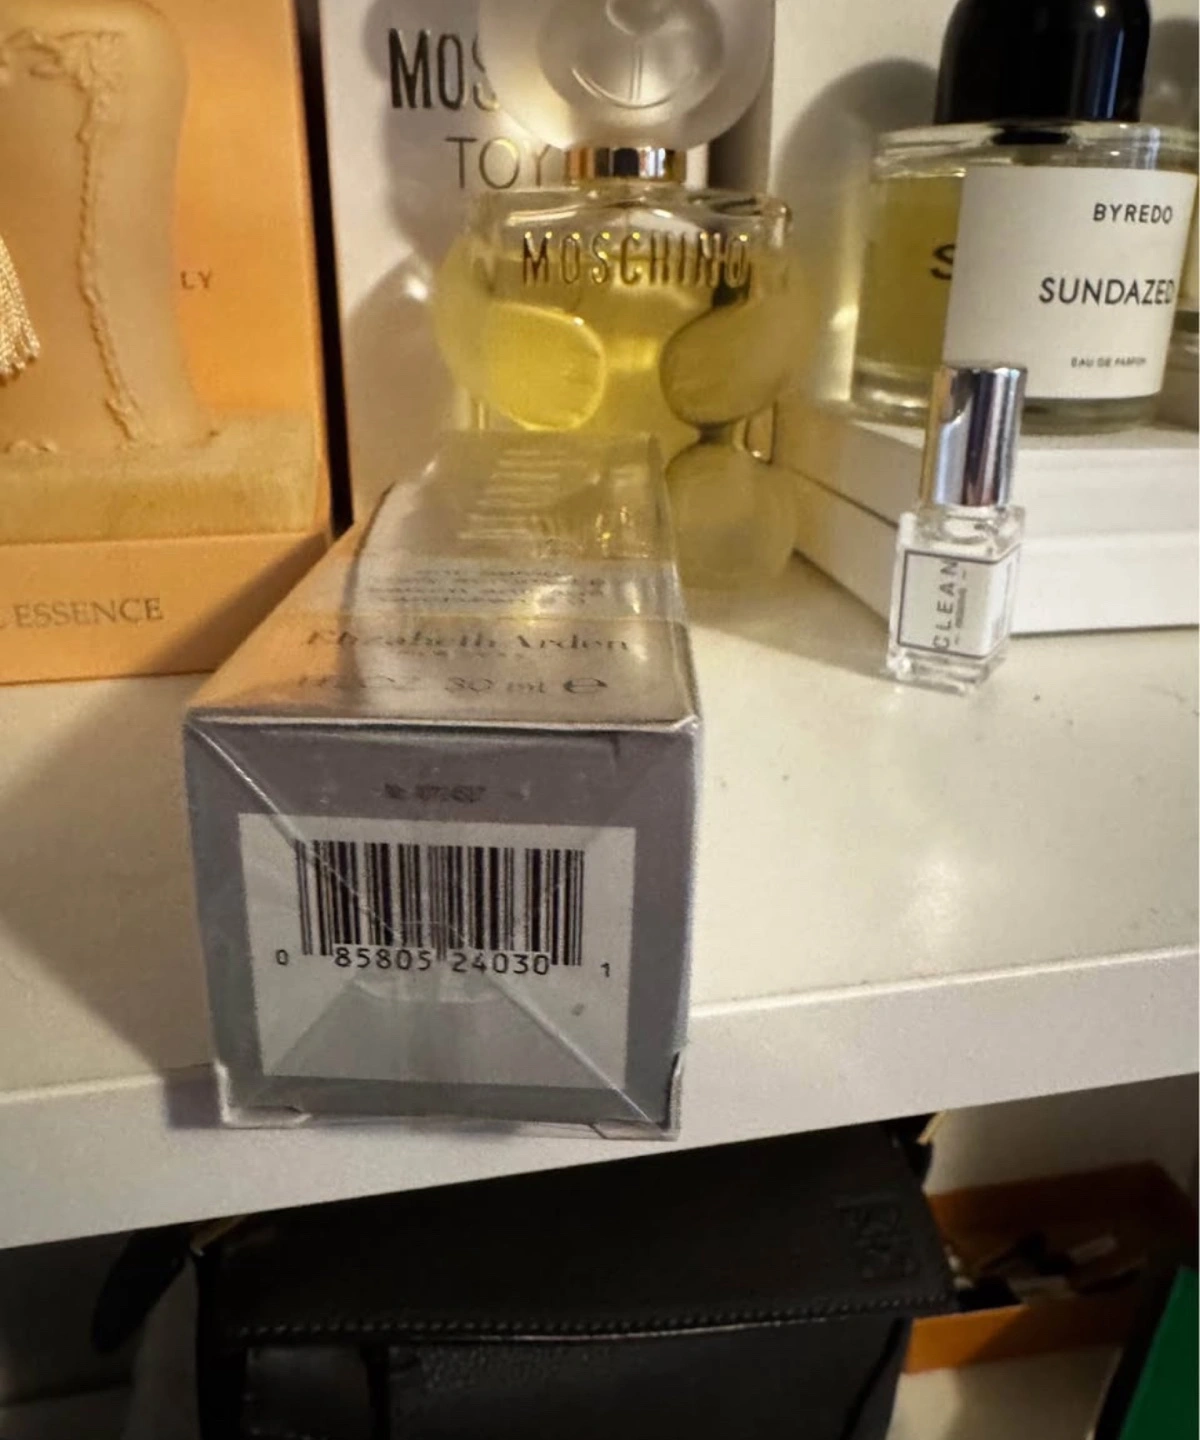 MOS
TOY
MOSCHINO
BYREDO
SUNDAZED
EAU DE PARFUM
LY
ESSENCE
CLEAN
Elizabeth Arden
30 ml e
0 85805 24030 1